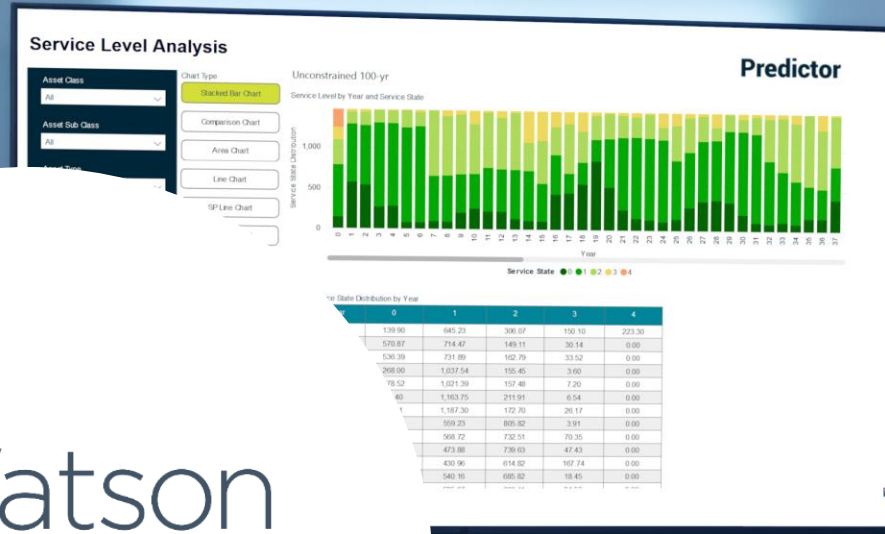 Service Level Analysis
Predictor
Asset Class
All
Asset Sub Class
All
Chart Type
Stacked Bar Chart
Comparison Chart
Area Chart
Line Chart
SP Line Chart
Unconstrained 100-yr
Service Level by Year and Service State
Service State Distribution
1,000
500
0
0 1 2 3 4 5 6 7 8 9 10 11 12 13 14 15 16 17 18 19 20 21 22 23 24 25 26 27 28 29 30 31 32 33 34 35 36 37
Year
Service State 0 1 2 3 4
State Distribution by Year
0 1 2 3 4
139.90 645.23 306.07 150.10 223.30
570.87 714.47 149.11 30.14 0.00
536.39 731.89 162.79 33.52 0.00
268.00 1,037.54 155.45 3.60 0.00
78.52 1,021.39 157.48 7.20 0.00
40 1,163.75 211.91 6.54 0.00
1,187.30 172.70 26.17 0.00
559.23 805.82 3.91 0.00
568.72 732.51 70.35 0.00
473.88 739.63 47.43 0.00
430.96 614.82 167.74 0.00
540.16 685.82 18.45 0.00
atson